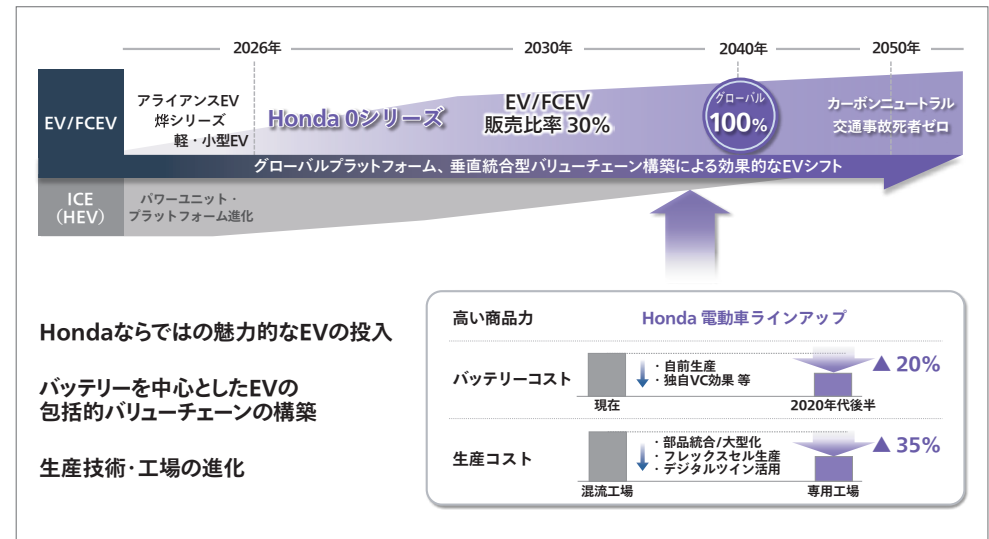 2026年
2030年
2040年
2050年
EV/FCEV
アライアンスEV
烨シリーズ
軽・小型EV
Honda 0シリーズ
EV/FCEV
販売比率 30%
グローバル
100%
カーボンニュートラル
交通事故死者ゼロ
グローバルプラットフォーム、垂直統合型バリューチェーン構築による効果的なEVシフト
ICE
(HEV)
パワーユニット・
プラットフォーム進化
Hondaならではの魅力的なEVの投入
バッテリーを中心としたEVの
包括的バリューチェーンの構築
生産技術・工場の進化
高い商品力
Honda 電動車ラインアップ
バッテリーコスト
・自前生産
・独自VC効果 等
▲ 20%
現在
2020年代後半
生産コスト
・部品統合/大型化
・フレックスセル生産
・デジタルツイン活用
▲ 35%
混流工場
専用工場